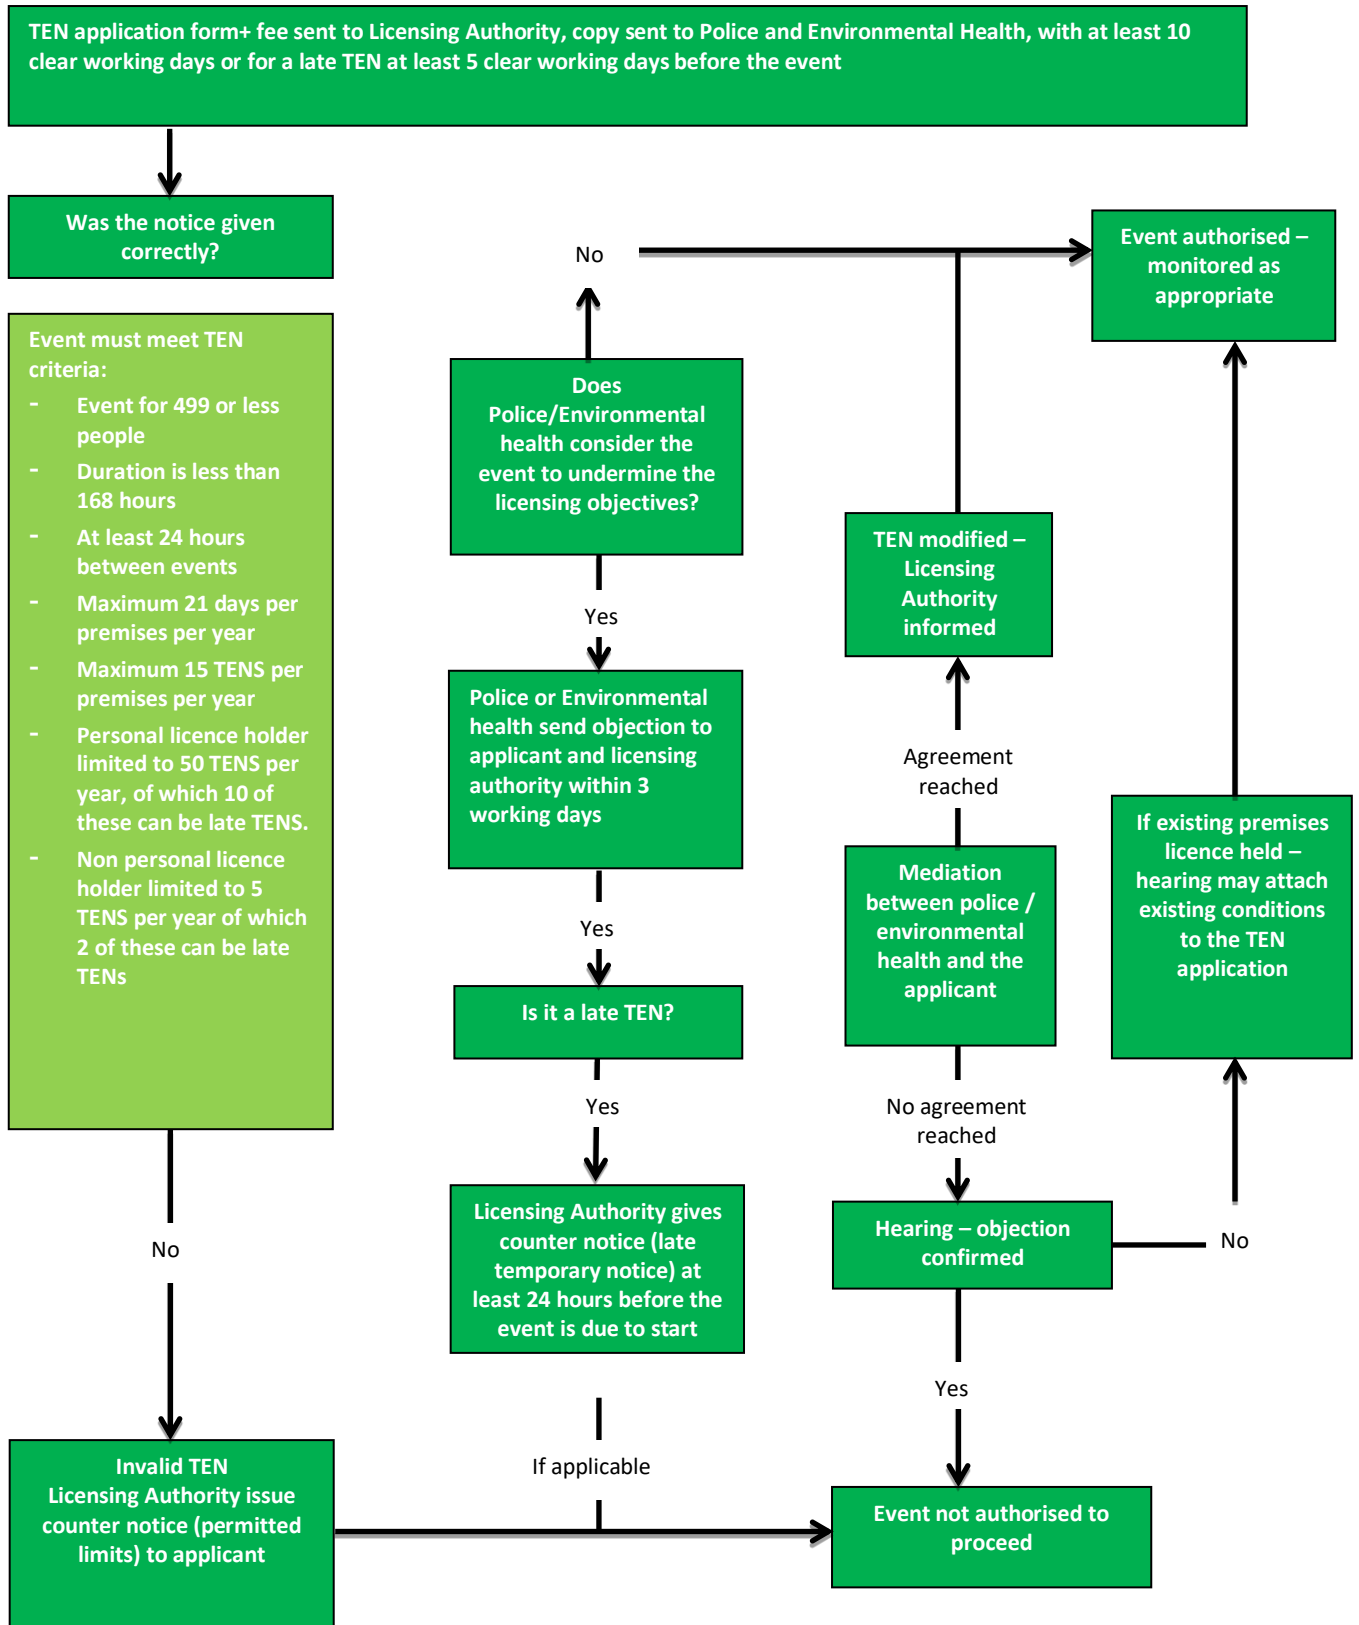 TEN application form+ fee sent to Licensing Authority, copy sent to Police and Environmental Health, with at least 10
clear working days or for a late TEN at least 5 clear working days before the event
Was the notice given
correctly?
Event must meet TEN
criteria:
- Event for 499 or less
people
- Duration is less than
168 hours
- At least 24 hours
between events
- Maximum 21 days per
premises per year
- Maximum 15 TENS per
premises per year
- Personal licence holder
limited to 50 TENS per
year, of which 10 of
these can be late TENS.
- Non personal licence
holder limited to 5
TENS per year of which
2 of these can be late
TENs
No
Invalid TEN
Licensing Authority issue
counter notice (permitted
limits) to applicant
No
Does
Police/Environmental
health consider the
event to undermine the
licensing objectives?
Yes
Police or Environmental
health send objection to
applicant and licensing
authority within 3
working days
Yes
Is it a late TEN?
Yes
Licensing Authority gives
counter notice (late
temporary notice) at
least 24 hours before the
event is due to start
If applicable
TEN modified –
Licensing
Authority
informed
Agreement
reached
Mediation
between police /
environmental
health and the
applicant
No agreement
reached
Hearing – objection
confirmed
No
Yes
Event not authorised to
proceed
Event authorised –
monitored as
appropriate
If existing premises
licence held –
hearing may attach
existing conditions
to the TEN
application